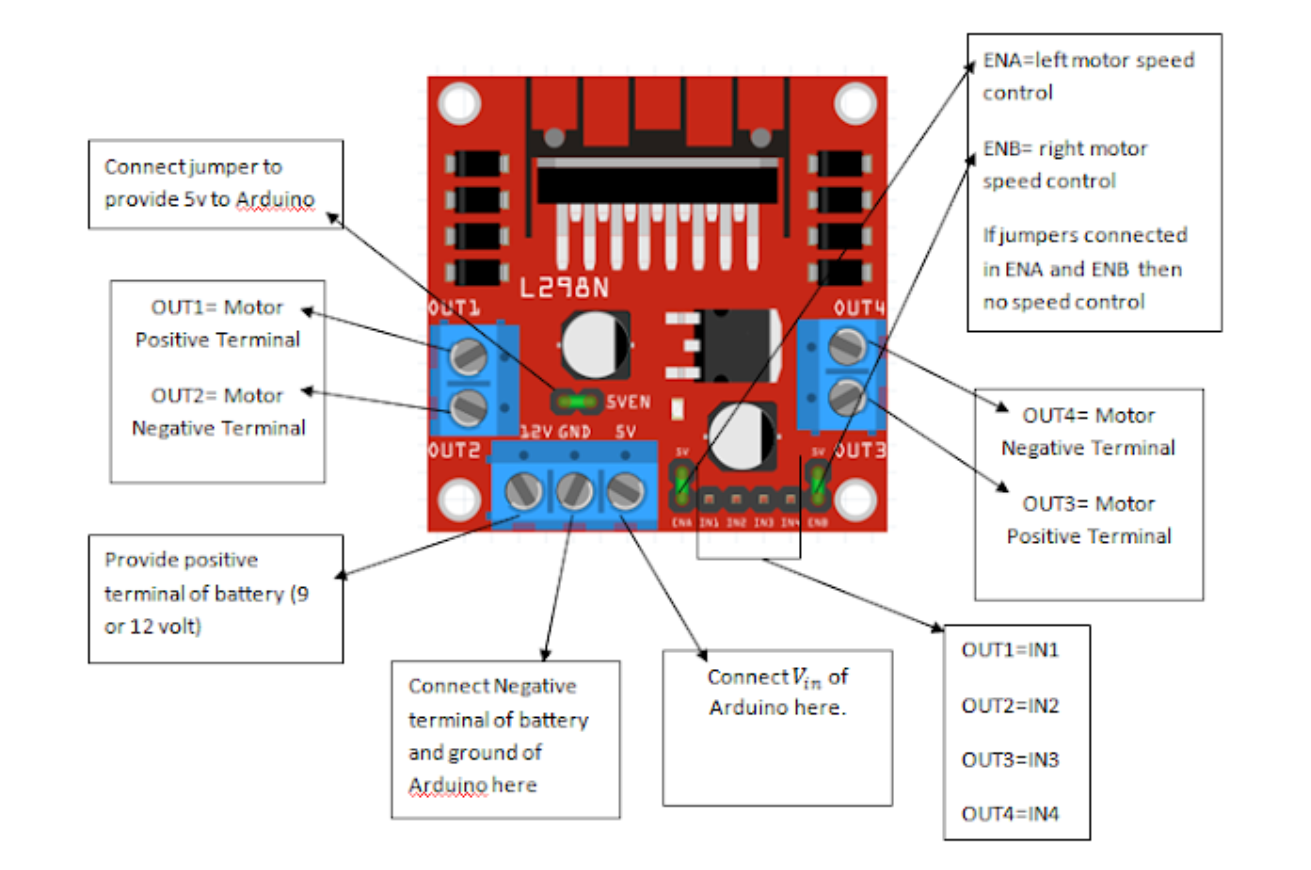 ENA=left motor speed
control
ENB= right motor
speed control
If jumpers connected
in ENA and ENB then
no speed control
Connect jumper to
provide 5v to Arduino
OUT1= Motor
Positive Terminal
OUT2= Motor
Negative Terminal
L298N
OUT1
OUT4
5VEN
12V GND 5V
OUT2
OUT3
5V
5V
ENA IN1 IN2 IN3 IN4 ENB
OUT4= Motor
Negative Terminal
OUT3= Motor
Positive Terminal
Provide positive
terminal of battery (9
or 12 volt)
Connect Negative
terminal of battery
and ground of
Arduino here
Connect Vin of
Arduino here.
OUT1=IN1
OUT2=IN2
OUT3=IN3
OUT4=IN4